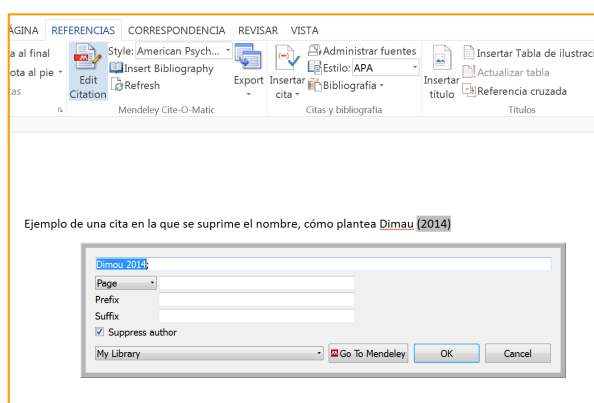 ÁGINA REFERENCIAS CORRESPONDENCIA REVISAR VISTA
a al final
ota al pie
tas
Edit Citation
Style: American Psych...
Insert Bibliography
Refresh
Export
Mendeley Cite-O-Matic
Insertar cita
Administrar fuentes
Estilo: APA
Bibliografía
Citas y bibliografía
Insertar título
Insertar Tabla de ilustraci
Actualizar tabla
Referencia cruzada
Títulos
Ejemplo de una cita en la que se suprime el nombre, cómo plantea Dimau (2014)
Dimou 2014;
Page
Prefix
Suffix
Suppress author
My Library
Go To Mendeley
OK
Cancel